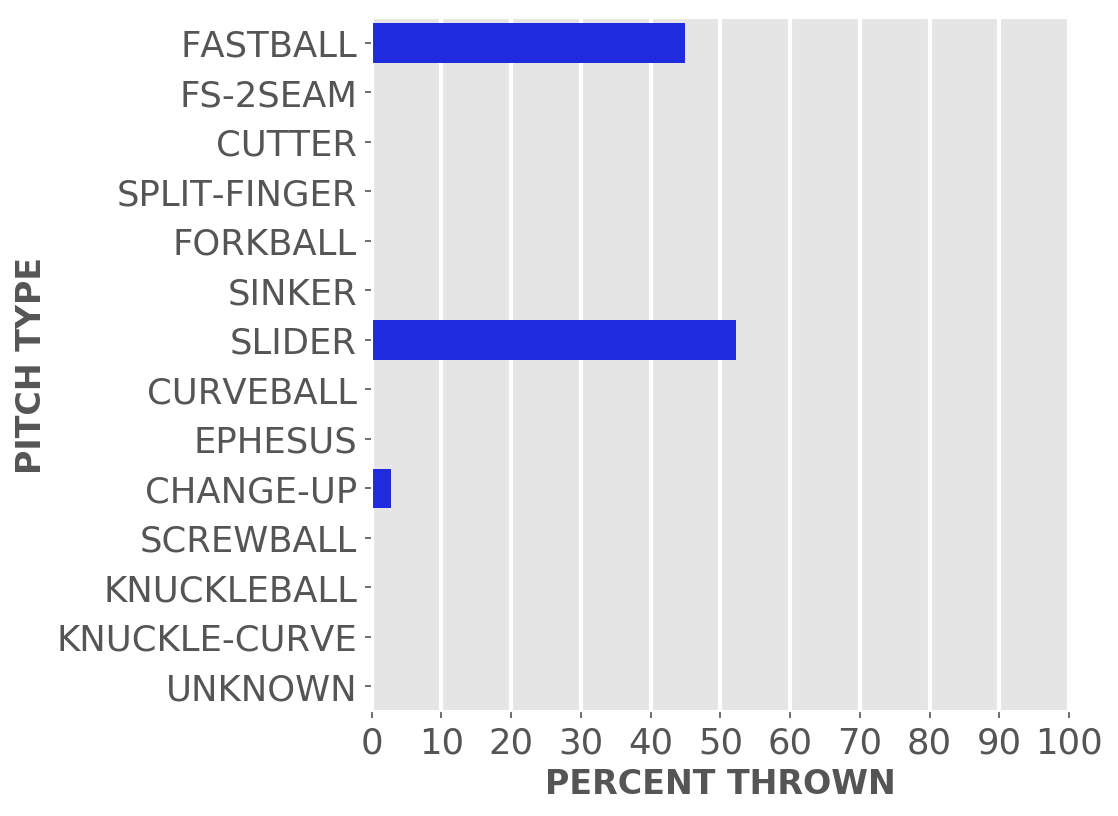 FASTBALL
FS-2SEAM
CUTTER
SPLIT-FINGER
FORKBALL
SINKER
SLIDER
CURVEBALL
EPHESUS
CHANGE-UP
SCREWBALL
KNUCKLEBALL
KNUCKLE-CURVE
UNKNOWN
PITCH TYPE
0 10 20 30 40 50 60 70 80 90 100
PERCENT THROWN